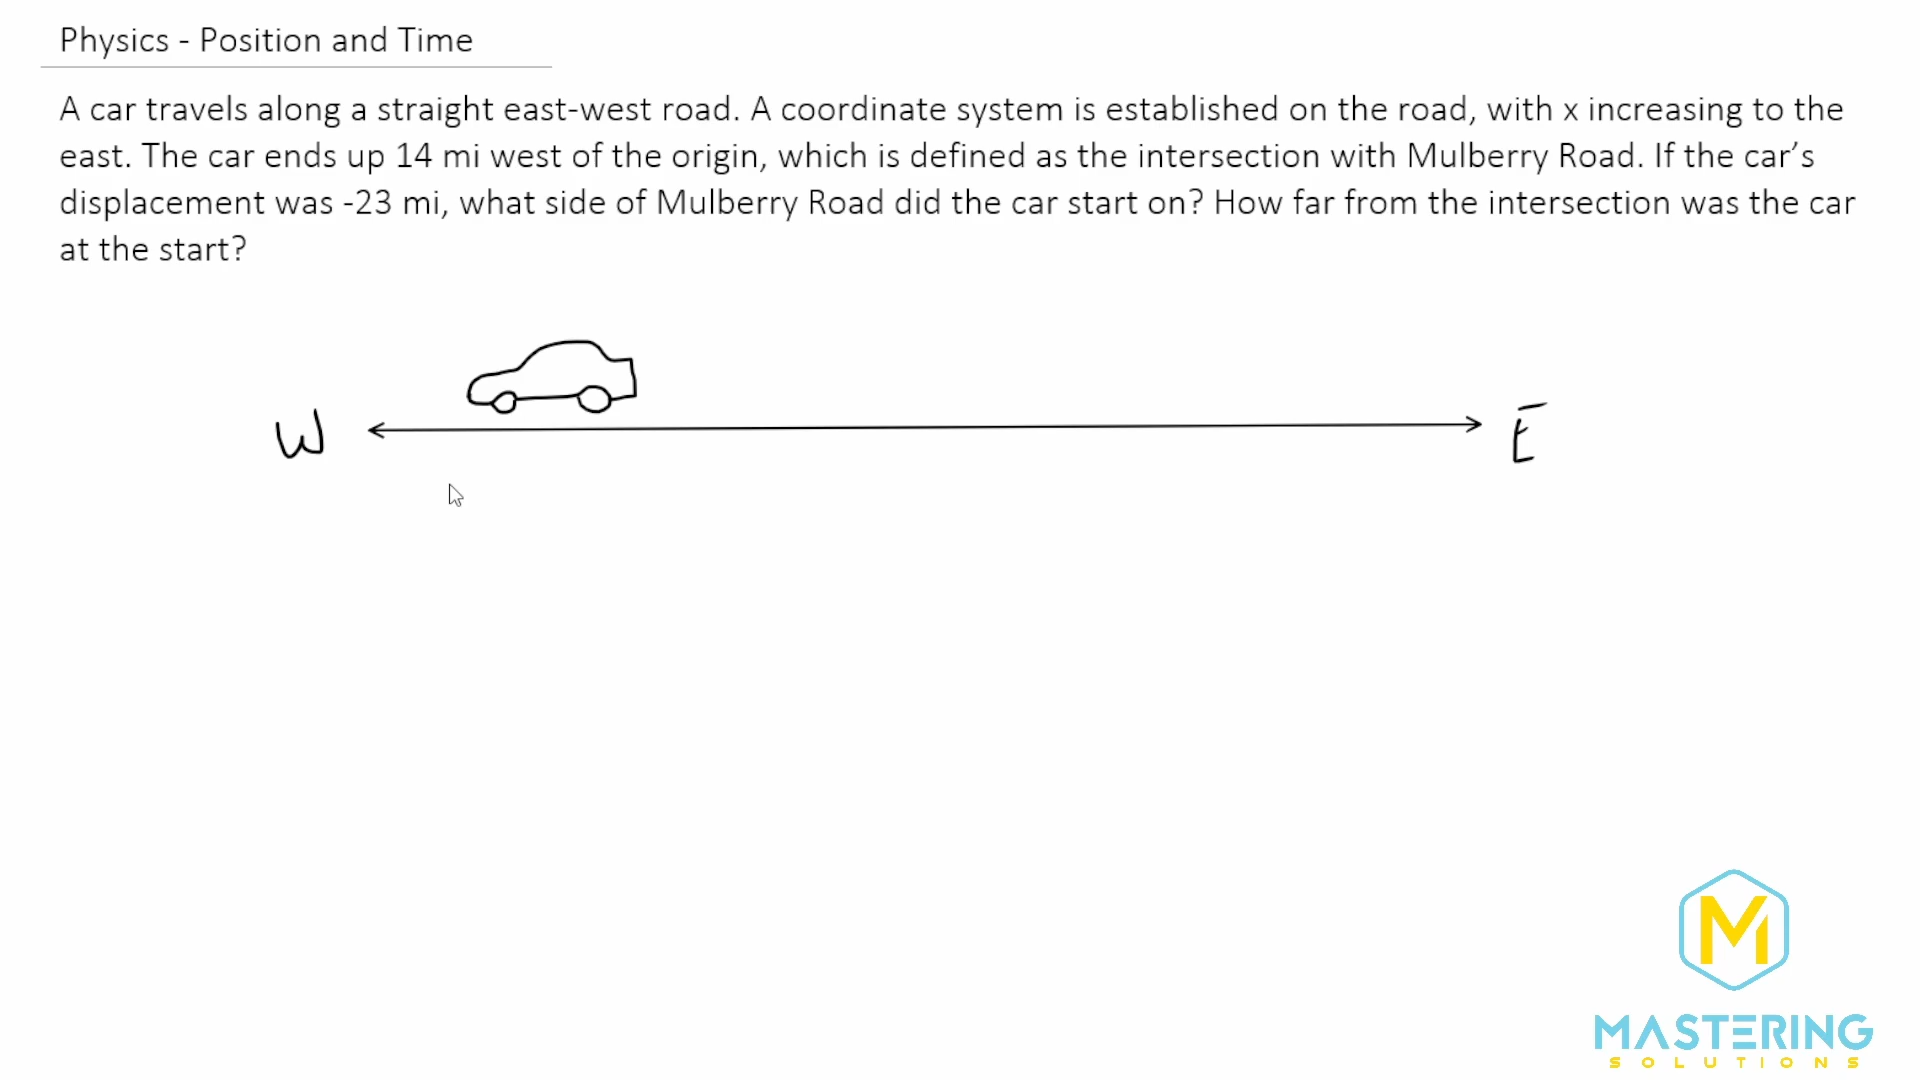 Physics - Position and Time
A car travels along a straight east-west road. A coordinate system is established on the road, with x increasing to the
east. The car ends up 14 mi west of the origin, which is defined as the intersection with Mulberry Road. If the car’s
displacement was -23 mi, what side of Mulberry Road did the car start on? How far from the intersection was the car
at the start?
W
E
M
MASTERING
SOLUTIONS